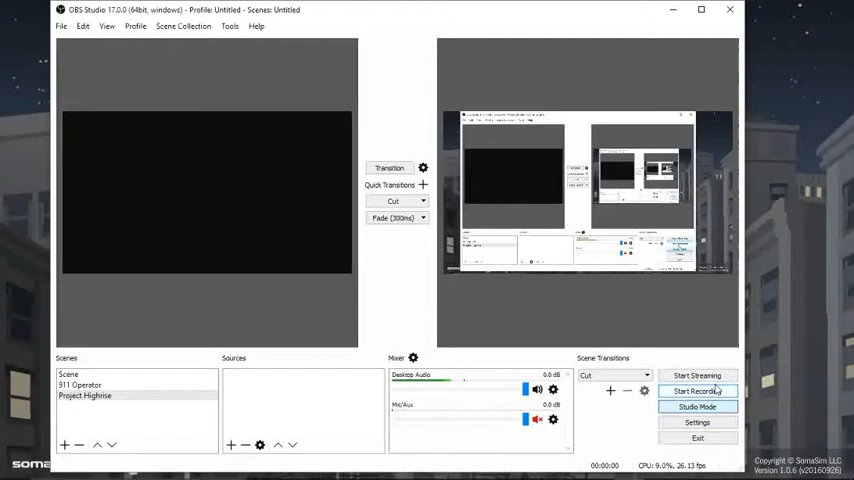 OBS Studio 17.0.0 (64bit, windows) - Profile: Untitled - Scenes: Untitled
File Edit View Profile Scene Collection Tools Help
Transition
Quick Transitions
Cut
Fade (300ms)
Scenes
Sources
Mixer
Scene Transitions
Scene
911 Operator
Project Highrise
Desktop Audio 0.0 dB
Mic/Aux 0.0 dB
Cut
Start Streaming
Start Recording
Studio Mode
Settings
Exit
00:00:00 CPU: 9.0%, 26.13 fps
soma
Copyright © SomaSim LLC
Version 1.0.6 (v20160926)